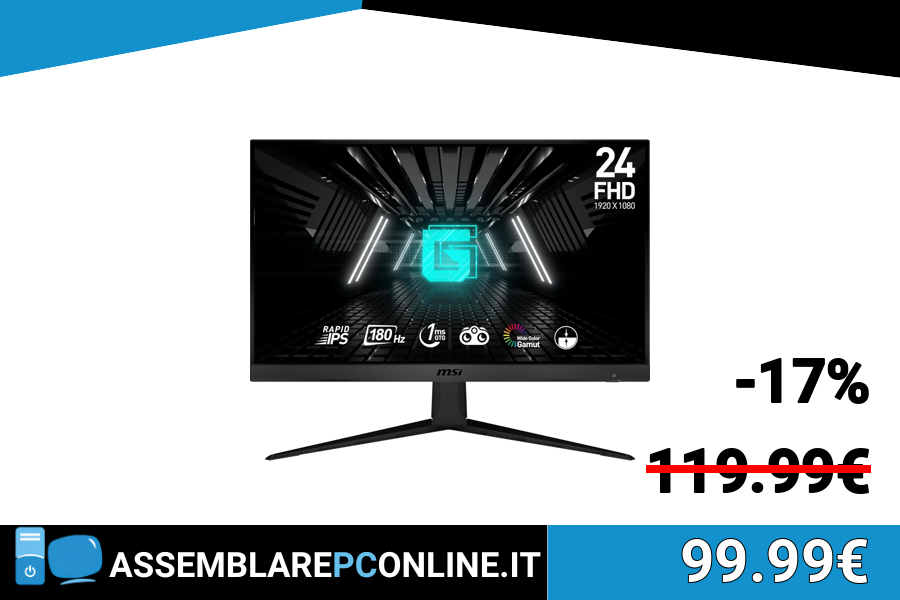 24
FHD
1920 X 1080
RAPID
IPS
180Hz
1ms
GTG
Wide Color
Gamut
msi
-17%
119.99€
ASSEMBLAREPCONLINE.IT
99.99€